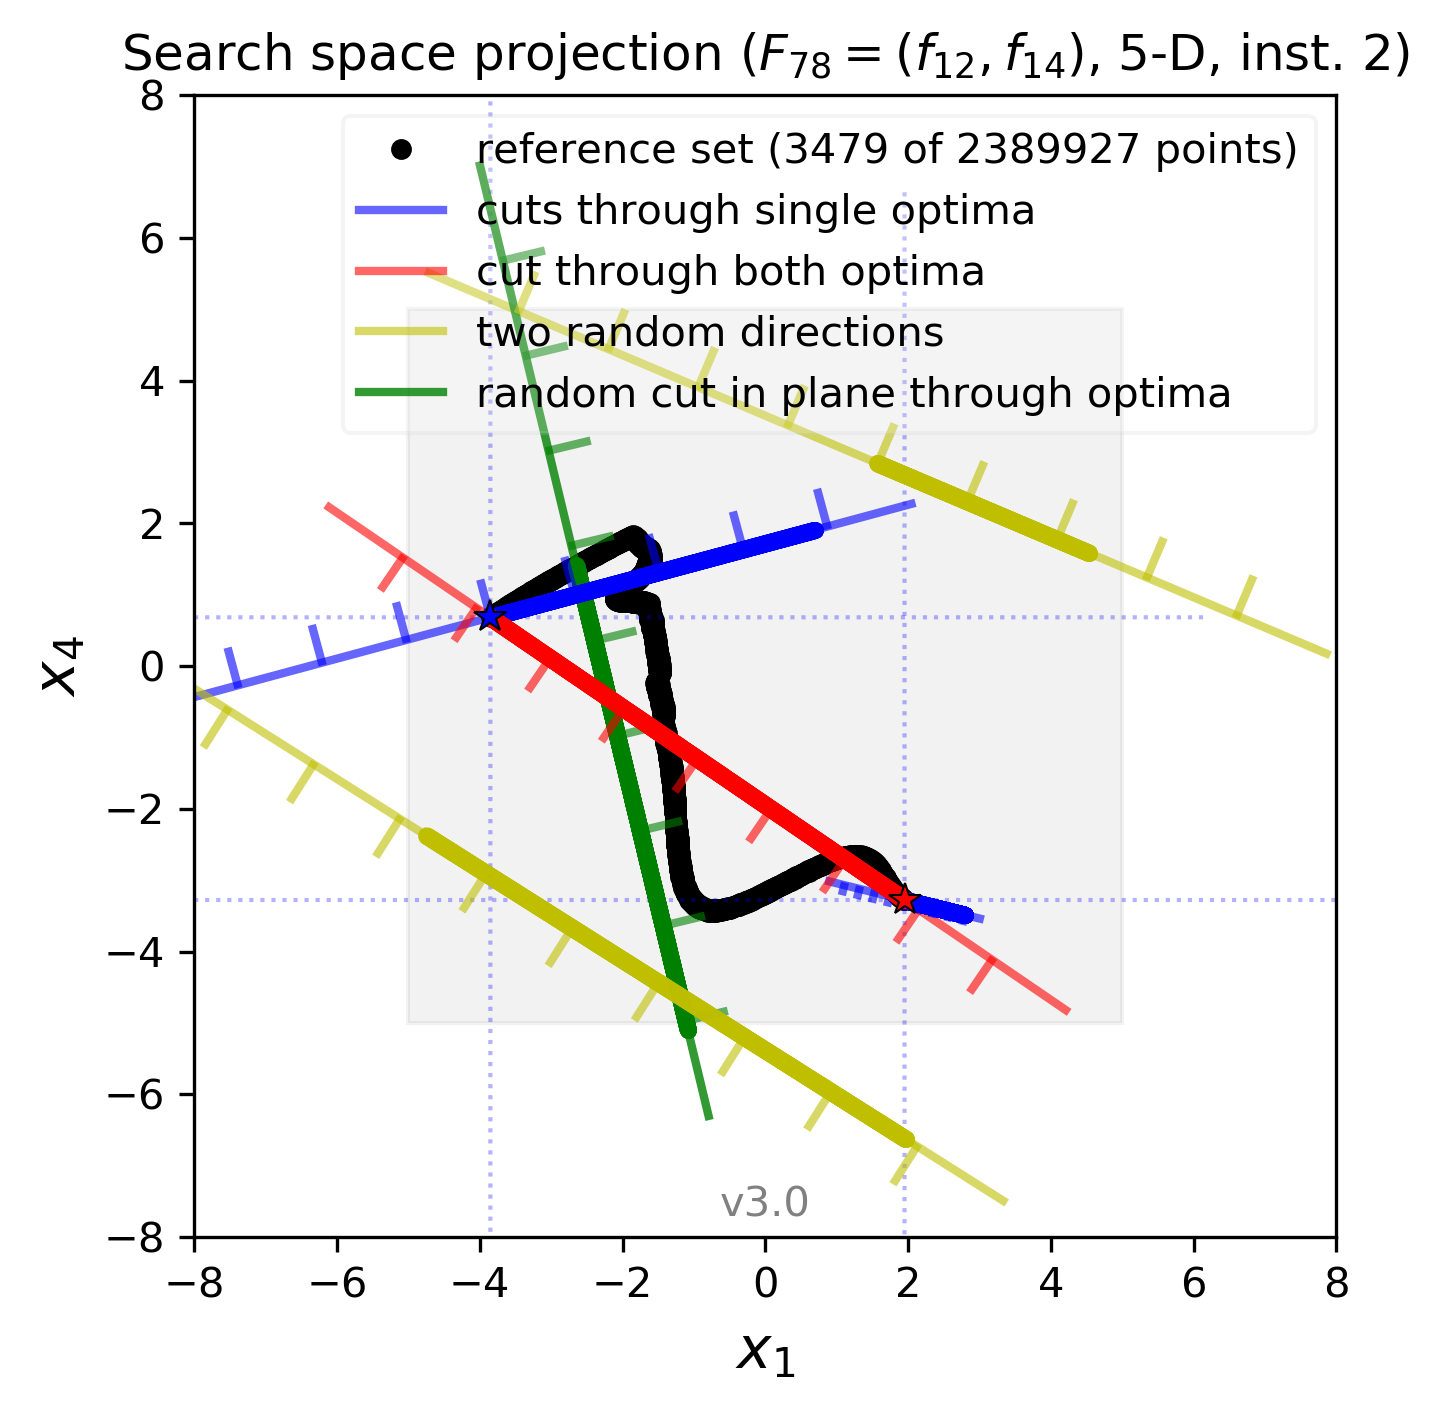 Search space projection (F₇₈ = (f₁₂, f₁₄), 5-D, inst. 2)
reference set (3479 of 2389927 points)
cuts through single optima
cut through both optima
two random directions
random cut in plane through optima
8
6
4
2
0
−2
−4
−6
−8
x₄
v3.0
−8 −6 −4 −2 0 2 4 6 8
x₁